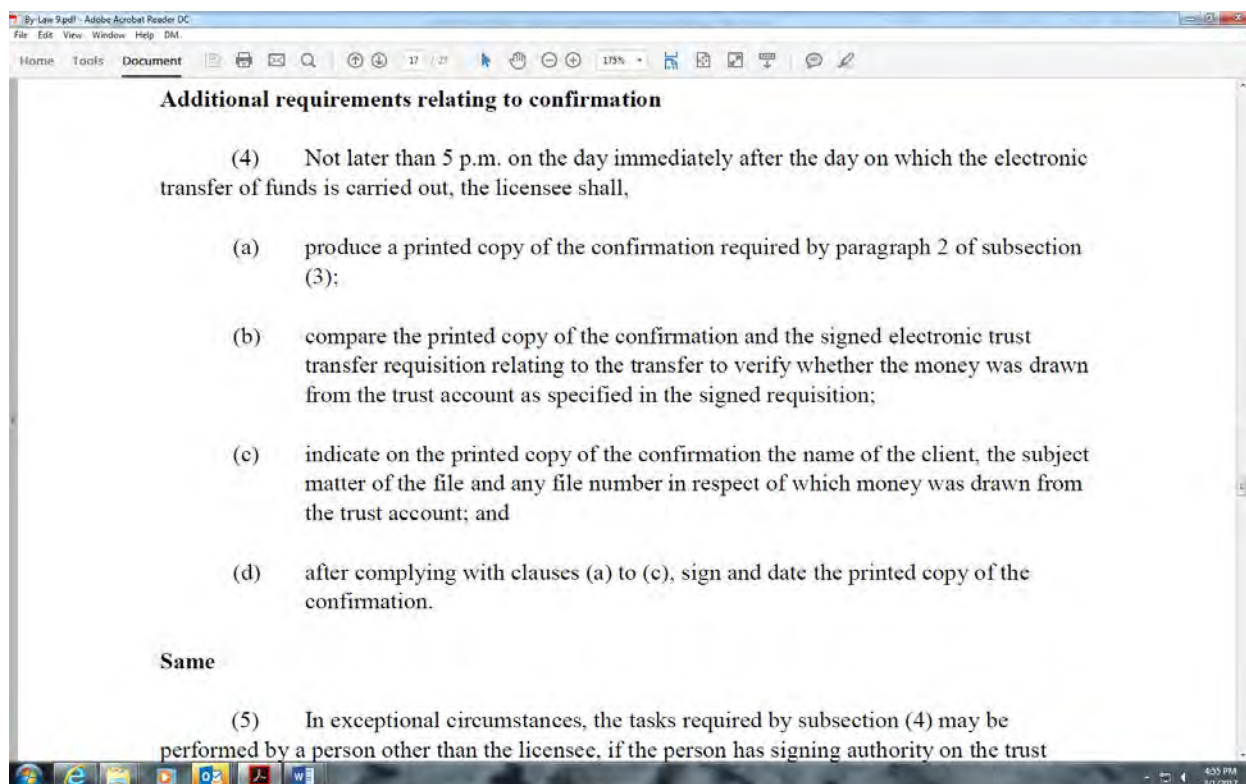 By-Law 9.pdf - Adobe Acrobat Reader DC
File Edit View Window Help DM
Home Tools Document 17 / 27 175%
Additional requirements relating to confirmation
(4) Not later than 5 p.m. on the day immediately after the day on which the electronic
transfer of funds is carried out, the licensee shall,
(a) produce a printed copy of the confirmation required by paragraph 2 of subsection
(3);
(b) compare the printed copy of the confirmation and the signed electronic trust
transfer requisition relating to the transfer to verify whether the money was drawn
from the trust account as specified in the signed requisition;
(c) indicate on the printed copy of the confirmation the name of the client, the subject
matter of the file and any file number in respect of which money was drawn from
the trust account; and
(d) after complying with clauses (a) to (c), sign and date the printed copy of the
confirmation.
Same
(5) In exceptional circumstances, the tasks required by subsection (4) may be
performed by a person other than the licensee, if the person has signing authority on the trust
4:55 PM